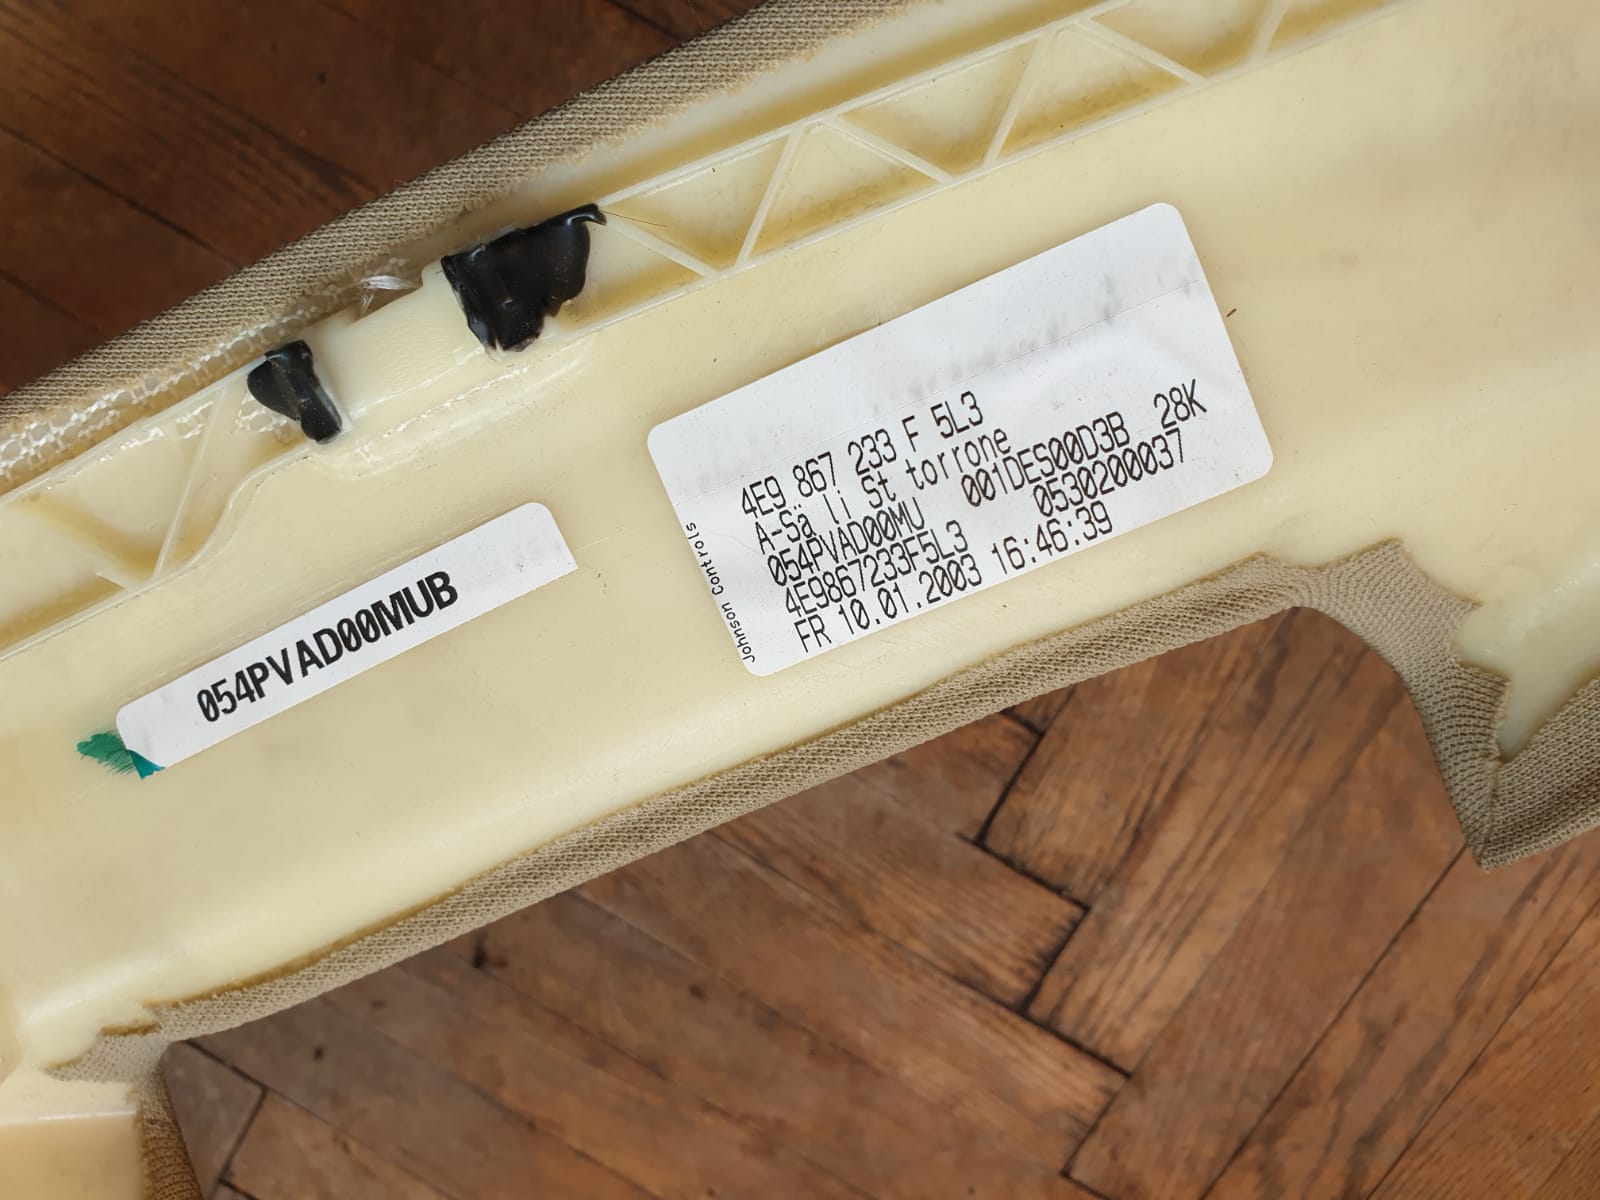 4E9 867 233 F 5L3
A-Sä li St torrone
054PVAD00MU 001DES00D3B 28K
4E9867233F5L3 0530200037
FR 10.01.2003 16:46:39
Johnson Controls
054PVAD00MUB